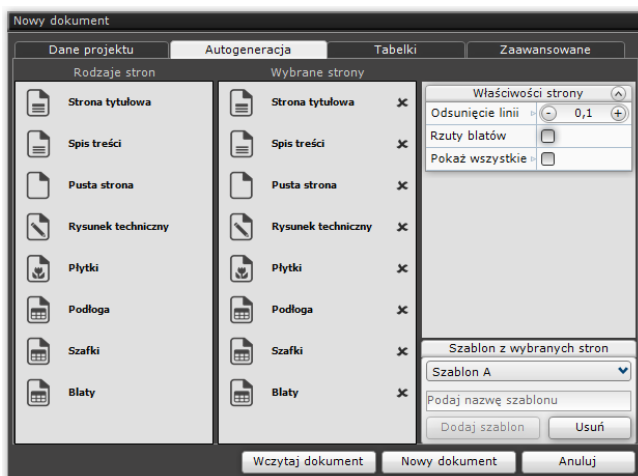 Nowy dokument
Dane projektu
Autogeneracja
Tabelki
Zaawansowane
Rodzaje stron
Wybrane strony
Strona tytułowa
Spis treści
Pusta strona
Rysunek techniczny
Płytki
Podłoga
Szafki
Blaty
Strona tytułowa
Spis treści
Pusta strona
Rysunek techniczny
Płytki
Podłoga
Szafki
Blaty
Właściwości strony
Odsunięcie linii - 0,1 +
Rzuty blatów
Pokaż wszystkie
Szablon z wybranych stron
Szablon A
Podaj nazwę szablonu
Dodaj szablon
Usuń
Wczytaj dokument
Nowy dokument
Anuluj